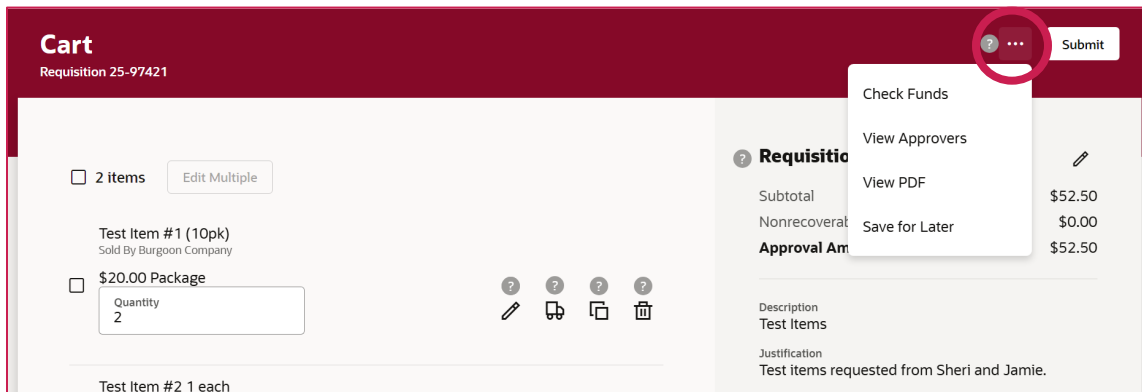 Cart
Requisition 25-97421
? ... Submit
Check Funds
View Approvers
View PDF
Save for Later
2 items Edit Multiple
Test Item #1 (10pk)
Sold By Burgoon Company
$20.00 Package
Quantity
2
? ? ? ?
Test Item #2 1 each
? Requisitio
Subtotal $52.50
Nonrecoverab $0.00
Approval Am $52.50
Description
Test Items
Justification
Test items requested from Sheri and Jamie.